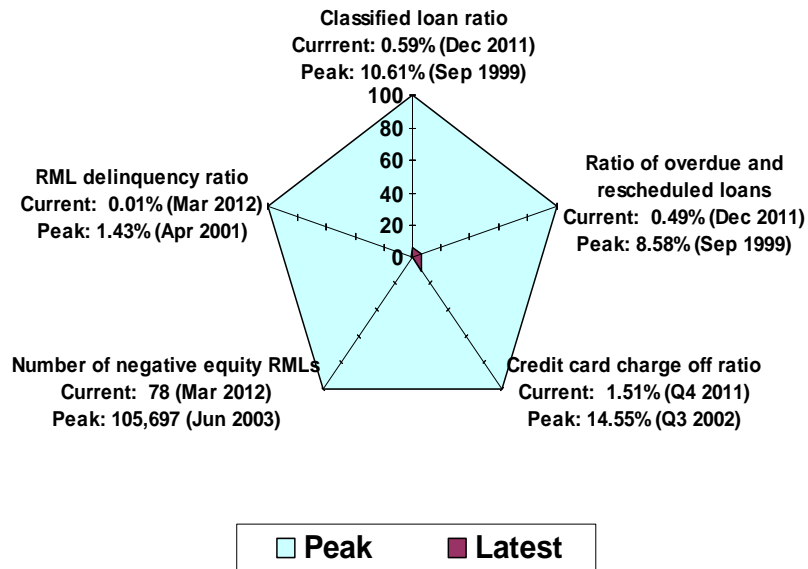 Classified loan ratio
Currrent: 0.59% (Dec 2011)
Peak: 10.61% (Sep 1999)
100
80
60
40
20
0
Ratio of overdue and
rescheduled loans
Current: 0.49% (Dec 2011)
Peak: 8.58% (Sep 1999)
RML delinquency ratio
Current: 0.01% (Mar 2012)
Peak: 1.43% (Apr 2001)
Number of negative equity RMLs
Current: 78 (Mar 2012)
Peak: 105,697 (Jun 2003)
Credit card charge off ratio
Current: 1.51% (Q4 2011)
Peak: 14.55% (Q3 2002)
Peak Latest